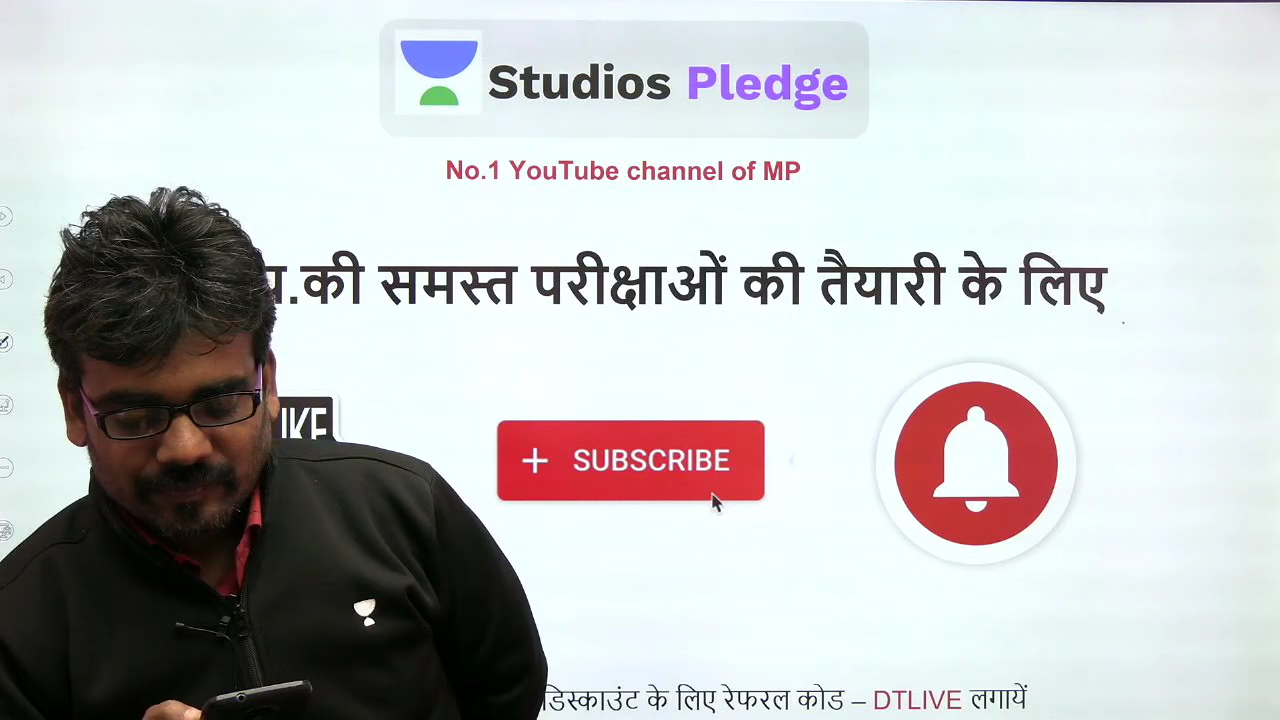 Studios Pledge
No.1 YouTube channel of MP
की समस्त परीक्षाओं की तैयारी के लिए
SUBSCRIBE
डिस्काउंट के लिए रेफरल कोड – DTLIVE लगायें